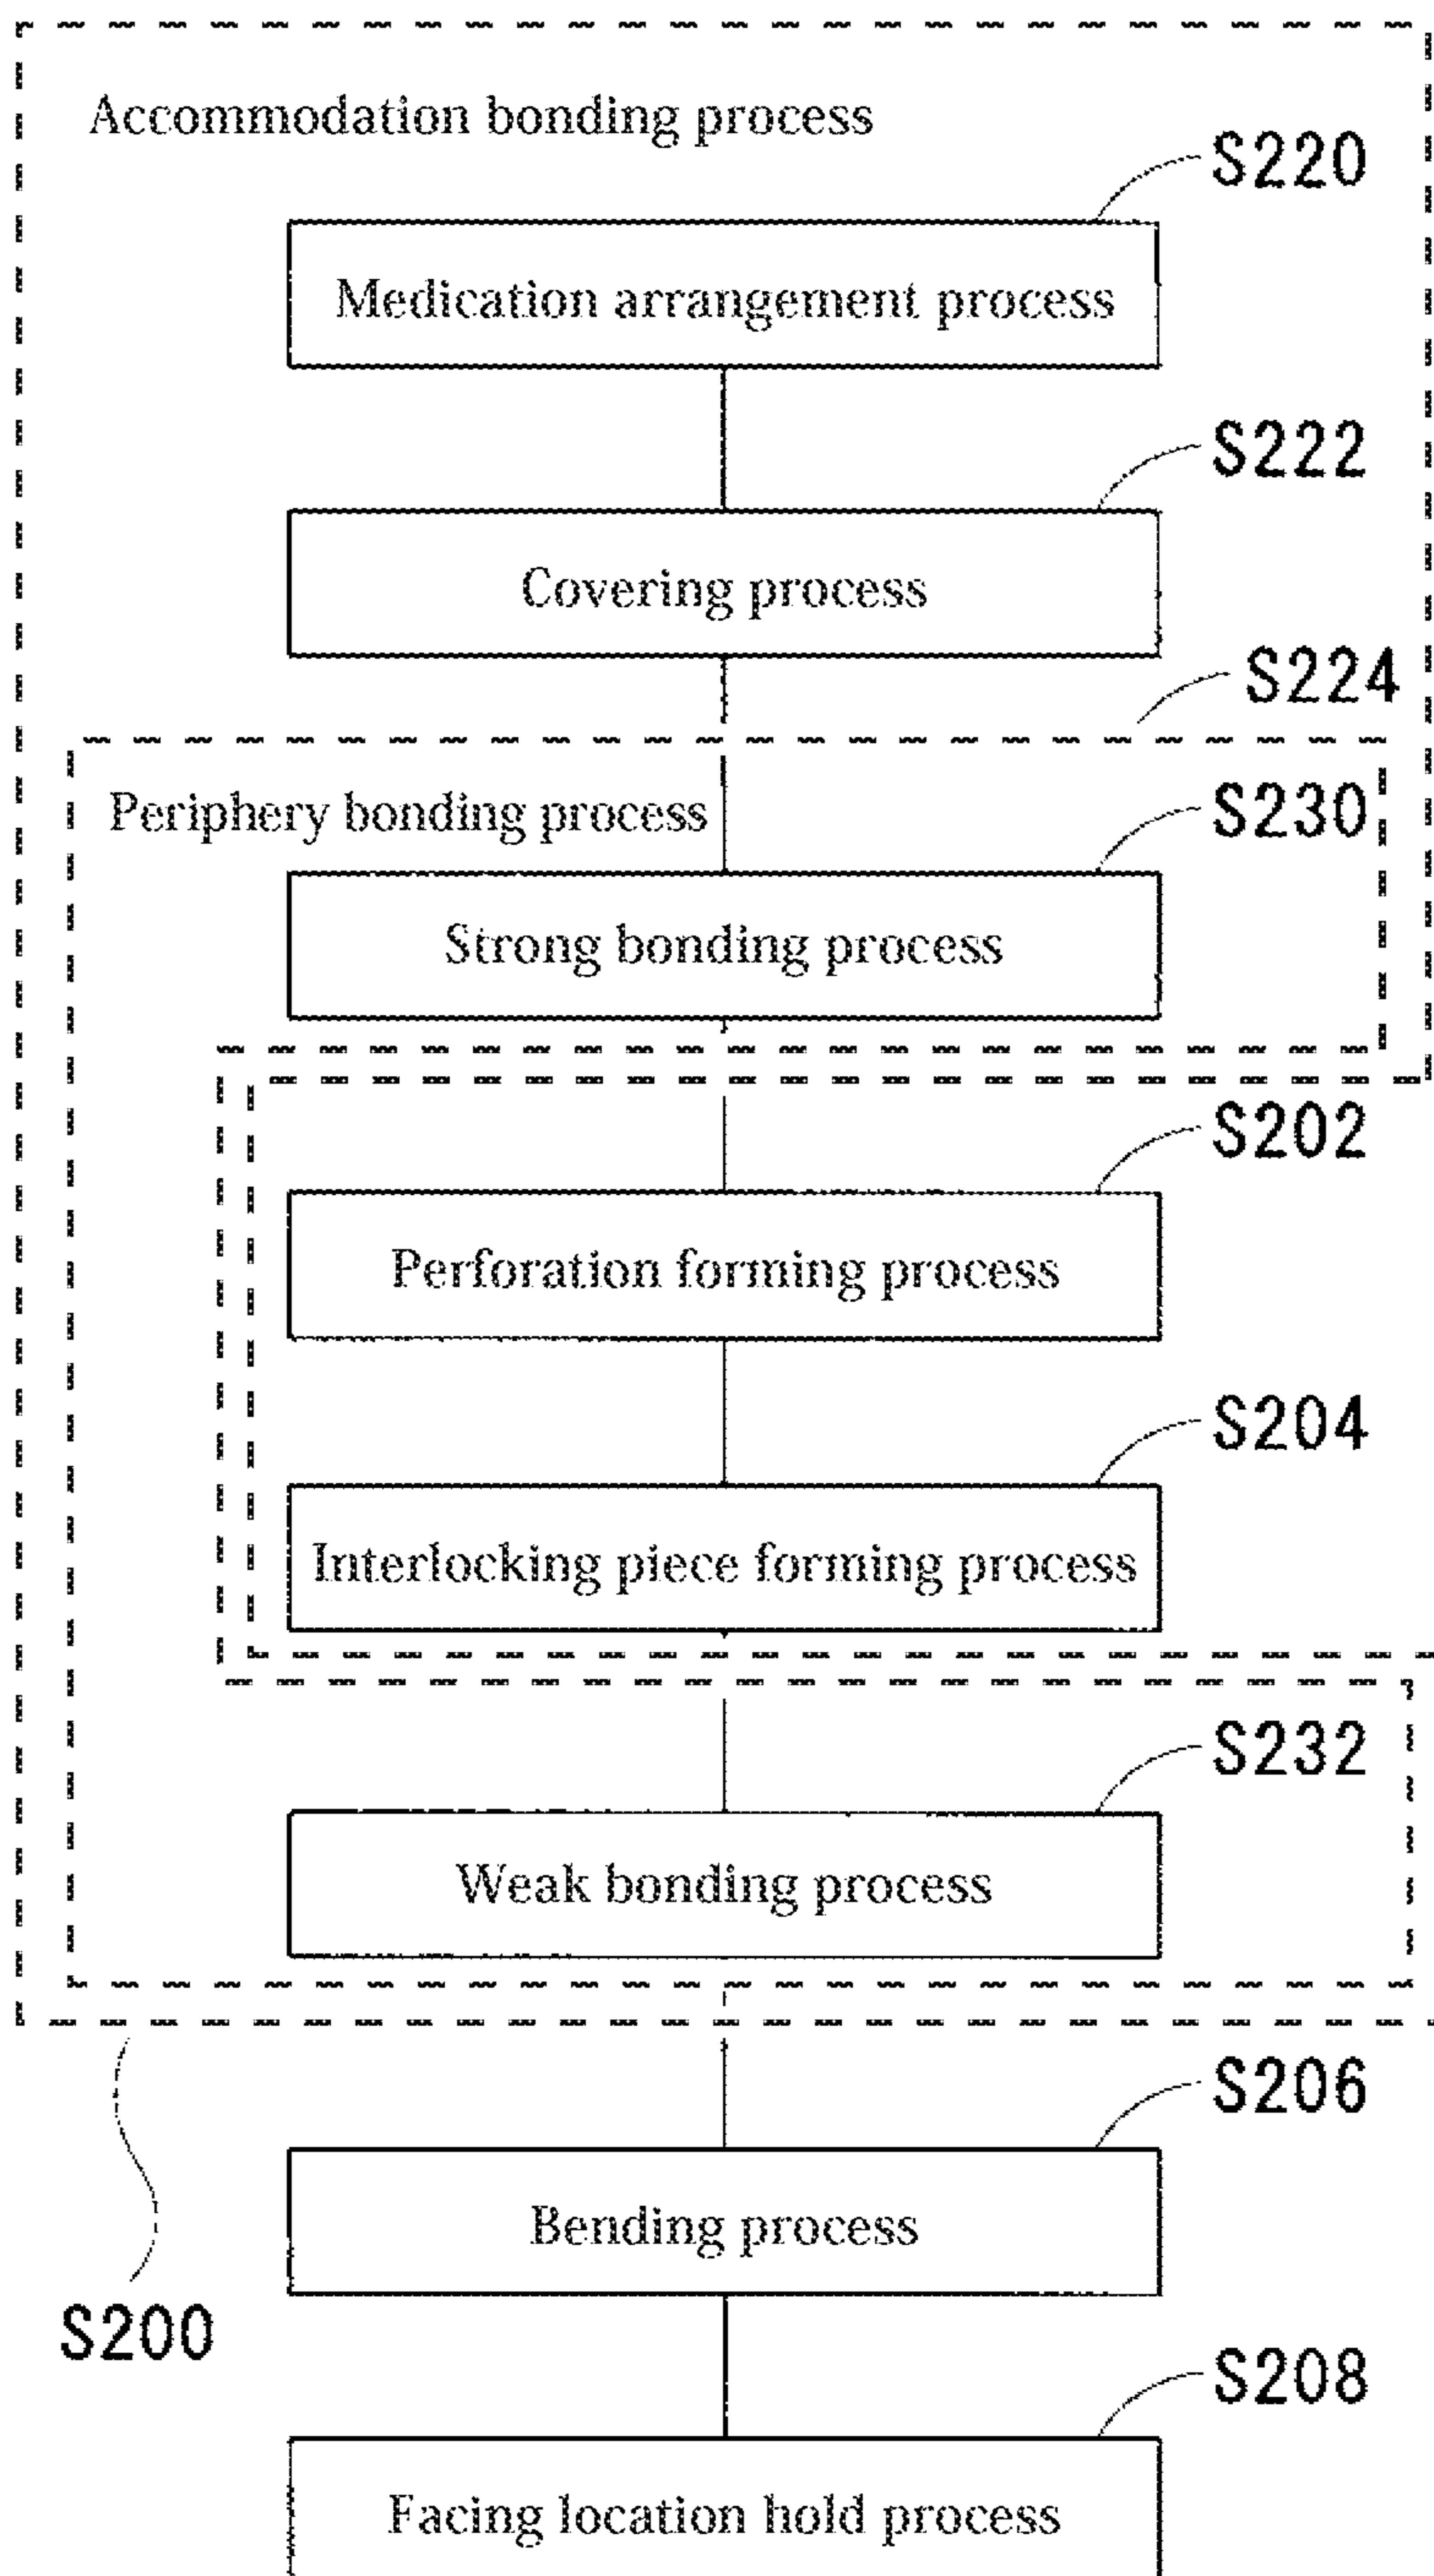 Accommodation bonding process
S220
Medication arrangement process
S222
Covering process
S224
Periphery bonding process
S230
Strong bonding process
S202
Perforation forming process
S204
Interlocking piece forming process
S232
Weak bonding process
S206
Bending process
S200
S208
Facing location hold process